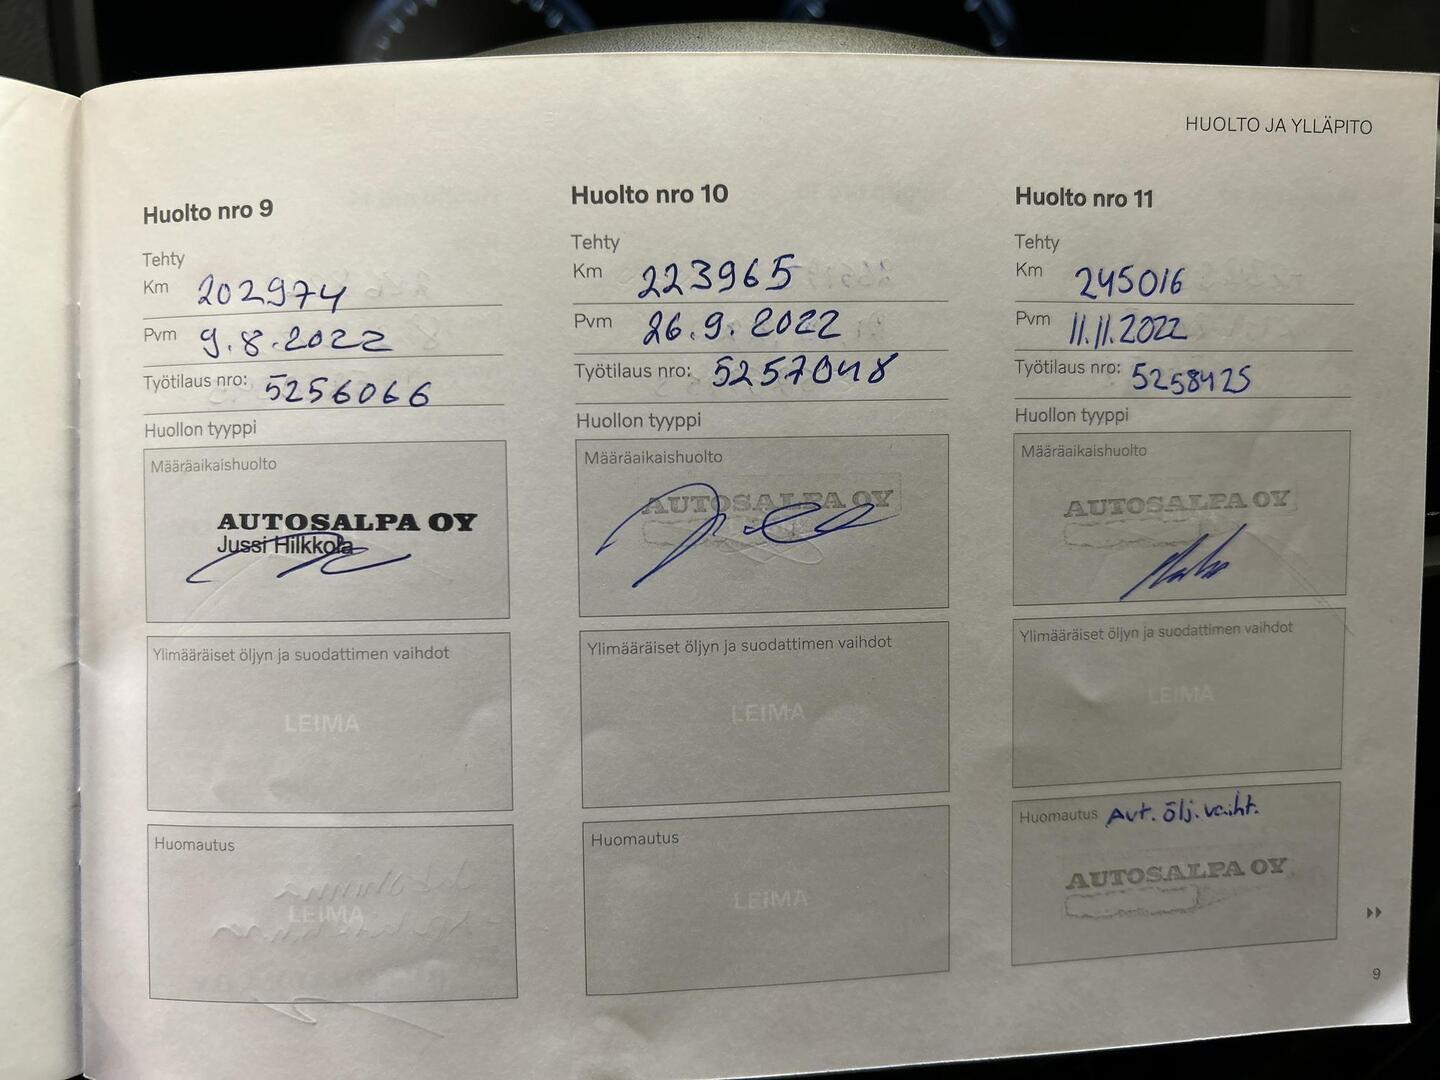 HUOLTO JA YLLÄPITO
Huolto nro 9
Tehty
Km 202974
Pvm 9.8.2022
Työtilaus nro: 5256066
Huollon tyyppi
Määräaikaishuolto
AUTOSALPA OY
Jussi Hilkkola
Ylimääräiset öljyn ja suodattimen vaihdot
LEIMA
Huomautus
LEIMA
Huolto nro 10
Tehty
Km 223965
Pvm 26.9.2022
Työtilaus nro: 5257048
Huollon tyyppi
Määräaikaishuolto
AUTOSALPA OY
Ylimääräiset öljyn ja suodattimen vaihdot
LEIMA
Huomautus
LEIMA
Huolto nro 11
Tehty
Km 245016
Pvm 11.11.2022
Työtilaus nro: 5258425
Huollon tyyppi
Määräaikaishuolto
AUTOSALPA OY
Ylimääräiset öljyn ja suodattimen vaihdot
LEIMA
Huomautus Aut. ölj. vaiht.
AUTOSALPA OY
9